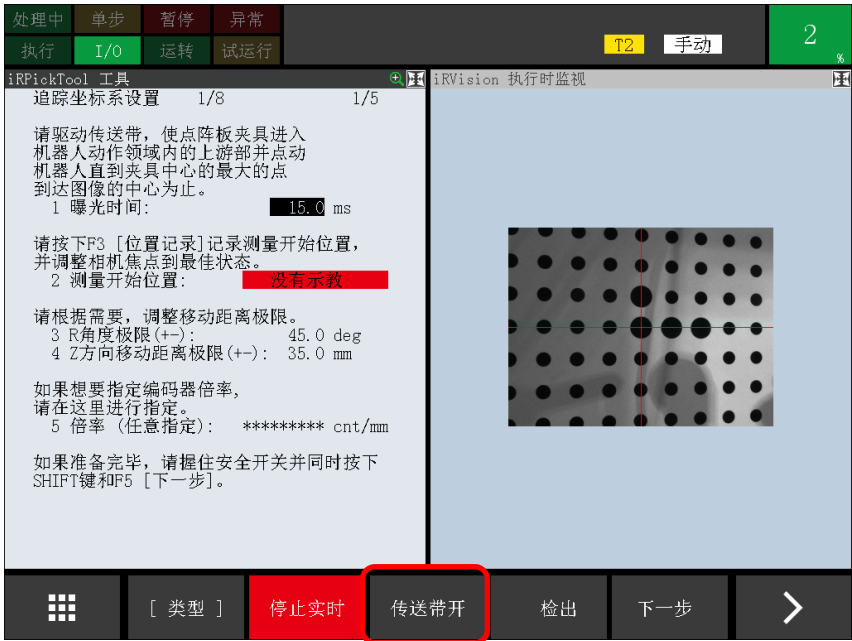 处理中 单步 暂停 异常
执行 I/O 运转 试运行
T2 手动
2 %
iRPickTool 工具
追踪坐标系设置 1/8 1/5
请驱动传送带，使点阵板夹具进入
机器人动作领域内的上游部并点动
机器人直到夹具中心的最大的点
到达图像的中心为止。
1 曝光时间: 15.0 ms
请按下F3 [位置记录]记录测量开始位置，
并调整相机焦点到最佳状态。
2 测量开始位置: 没有示教
请根据需要，调整移动距离极限。
3 R角度极限(+-): 45.0 deg
4 Z方向移动距离极限(+-): 35.0 mm
如果想要指定编码器倍率,
请在这里进行指定。
5 倍率 (任意指定): ********* cnt/mm
如果准备完毕，请握住安全开关并同时按下
SHIFT键和F5 [下一步]。
iRVision 执行时监视
[ 类型 ] 停止实时 传送带开 检出 下一步